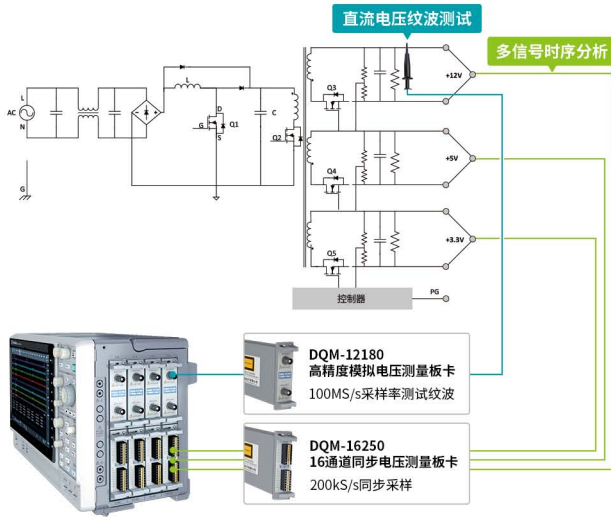 直流电压纹波测试
多信号时序分析
L
AC
N
G
L
D
G
Q1
S
C
Q2
Q3
+12V
Q4
+5V
Q5
+3.3V
控制器
PG
DQM-12180
高精度模拟电压测量板卡
100MS/s采样率测试纹波
DQM-16250
16通道同步电压测量板卡
200kS/s同步采样